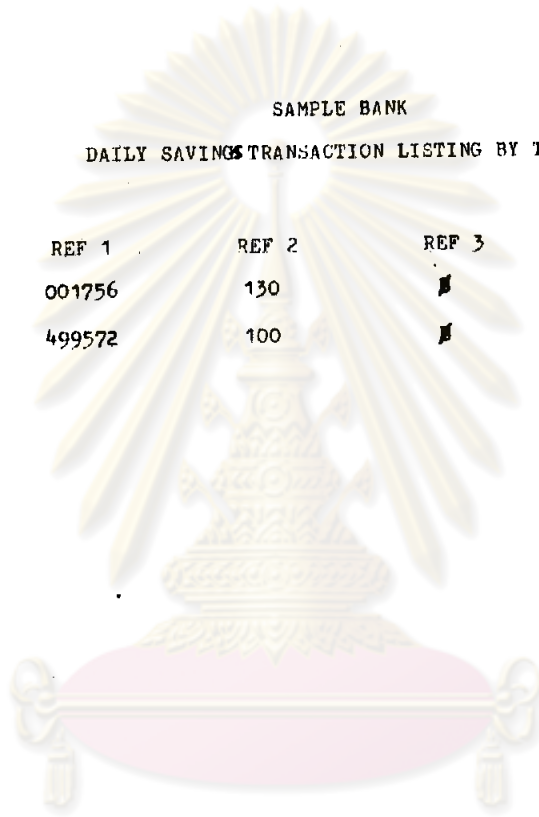 SAMPLE BANK
DAILY SAVINGS TRANSACTION LISTING BY
REF 1 REF 2 REF 3
001756 130
499572 100